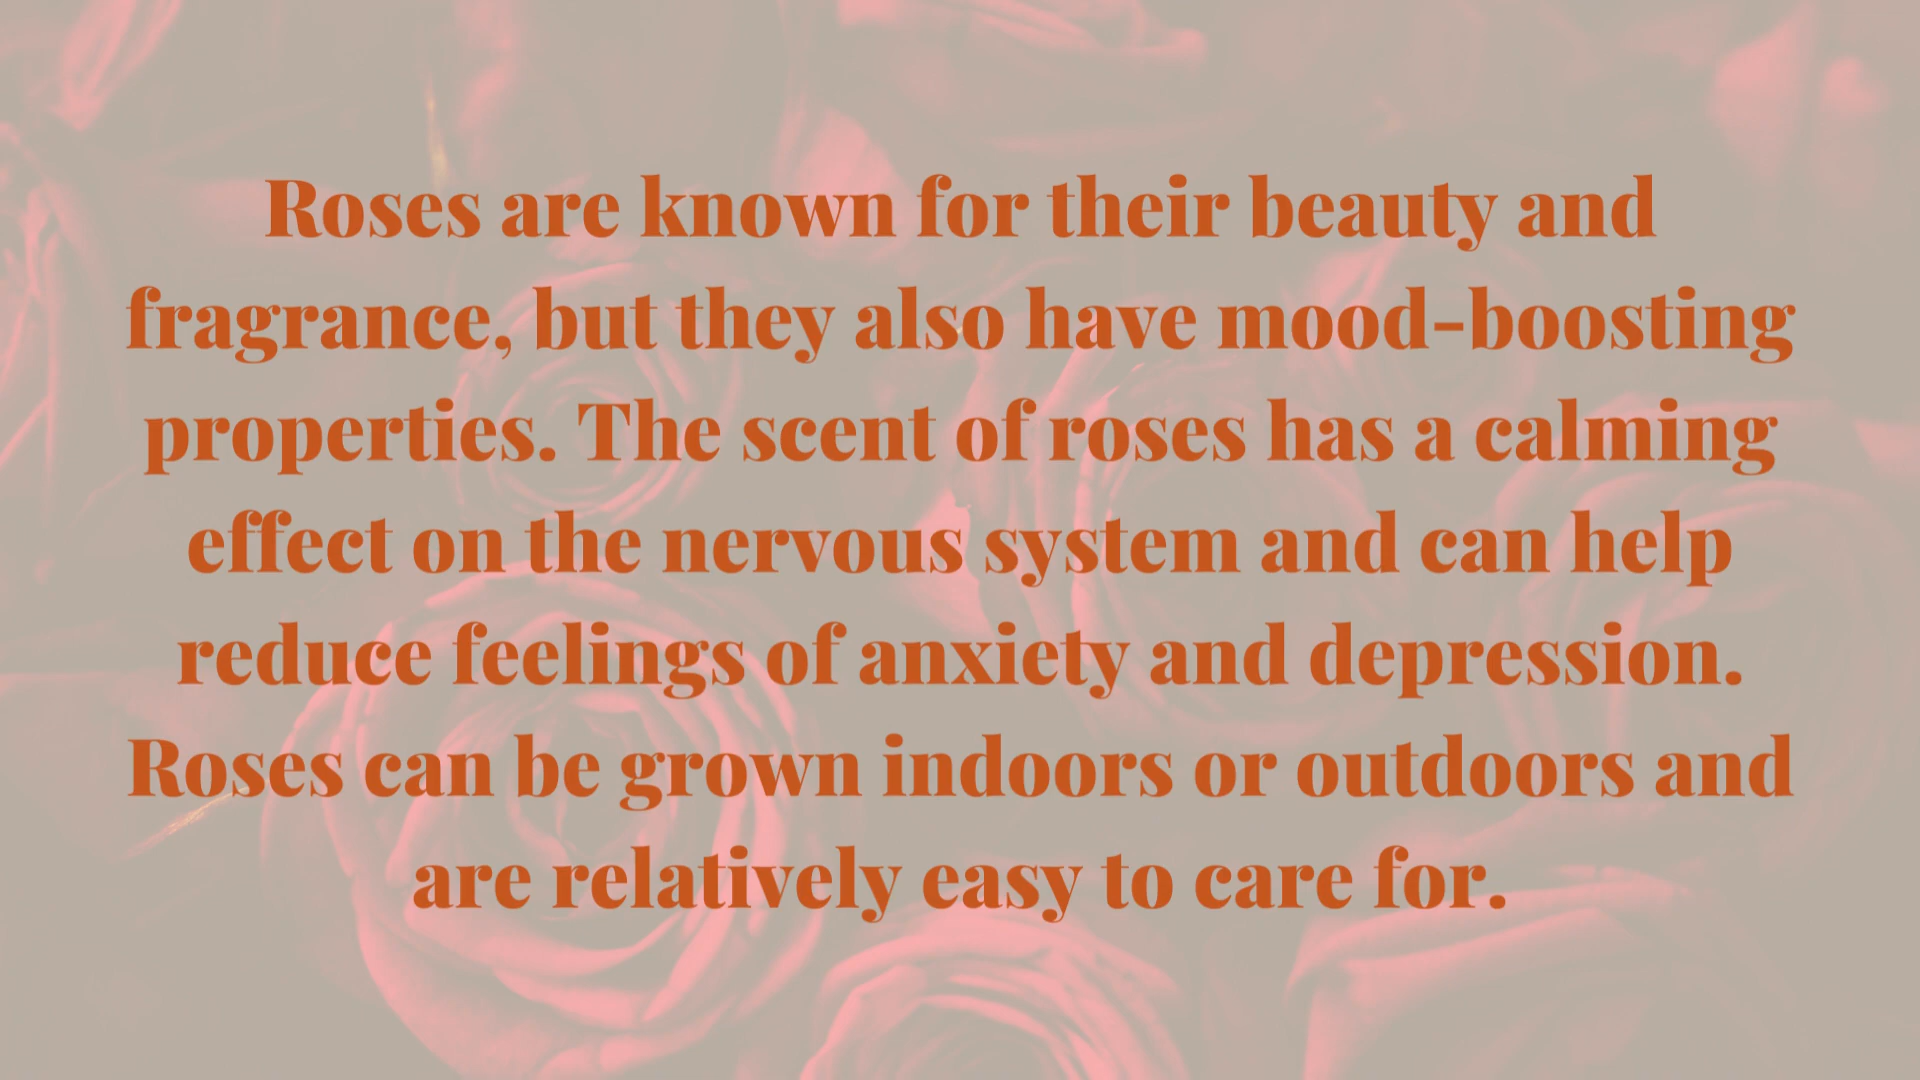 Roses are known for their beauty and
fragrance, but they also have mood-boosting
properties. The scent of roses has a calming
effect on the nervous system and can help
reduce feelings of anxiety and depression.
Roses can be grown indoors or outdoors and
are relatively easy to care for.